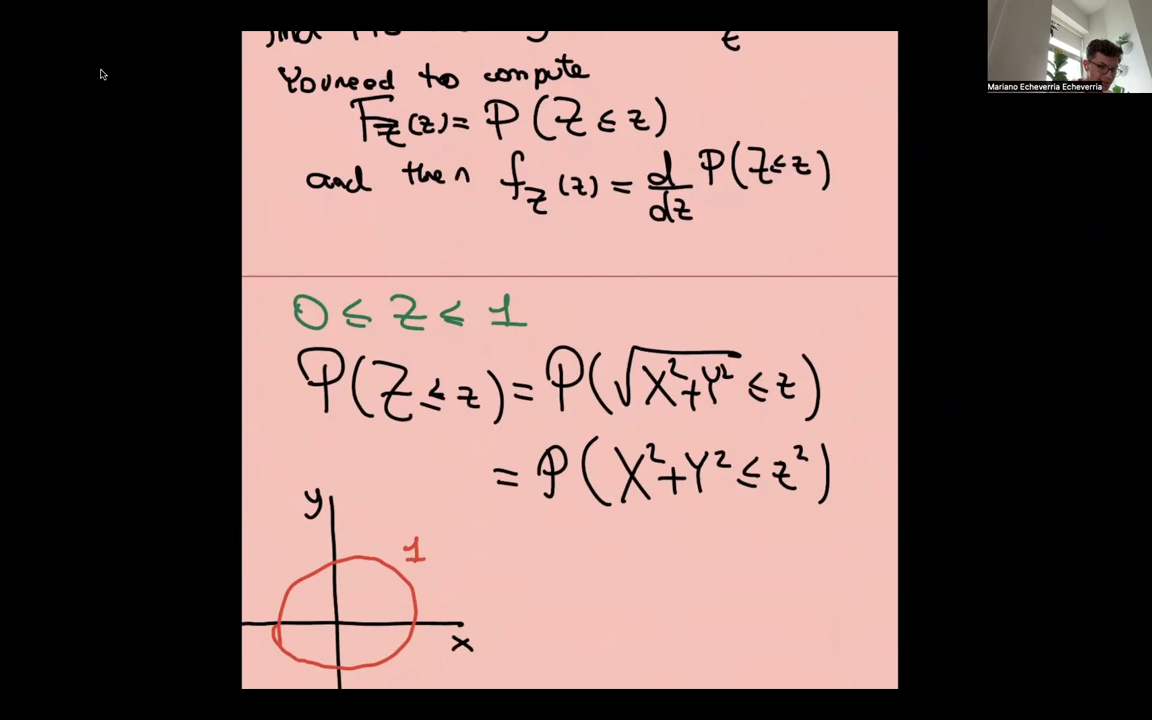 You need to compute
F_Z(z) = P(Z ≤ z)
and then f_Z(z) = d/dz P(Z ≤ z)
0 ≤ z ≤ 1
P(Z ≤ z) = P(√(X²+Y²) ≤ z)
= P(X²+Y² ≤ z²)
y
1
x
Mariano Echeverria Echeverria